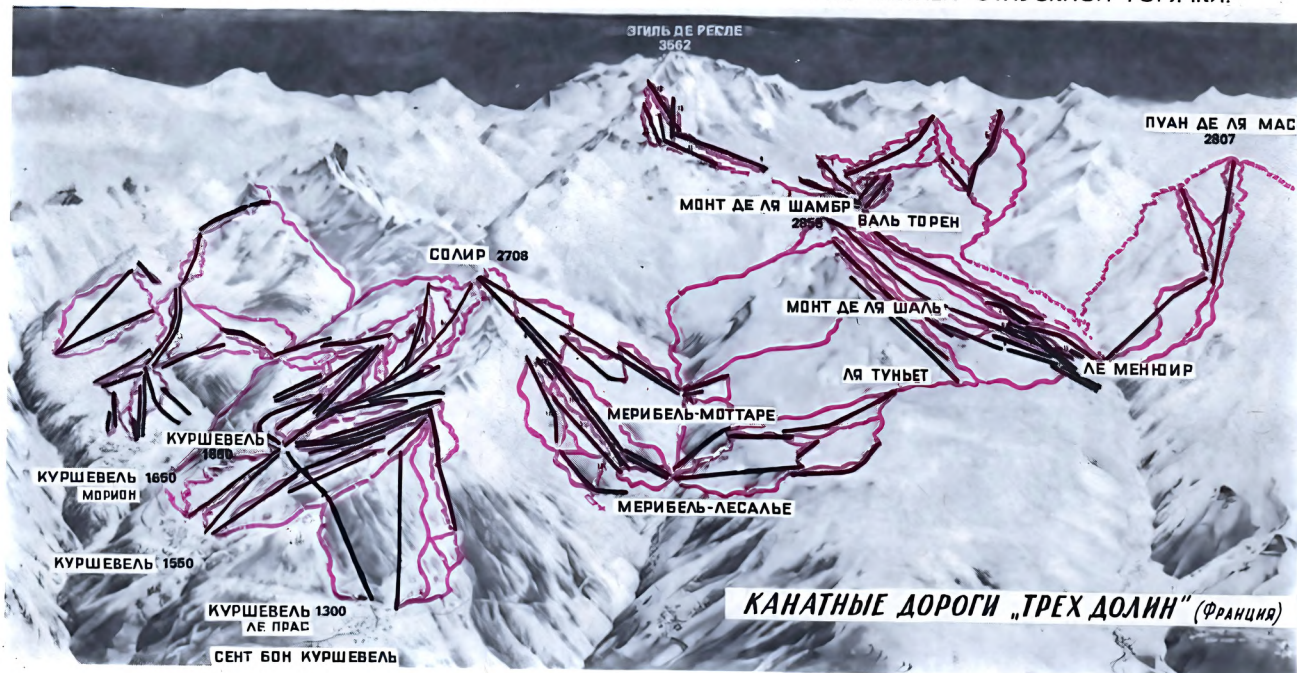 ЭГИЛЬ ДЕ РЕСЛЕ
3562
ПУАН ДЕ ЛЯ МАС
2807
МОНТ ДЕ ЛЯ ШАМБР
ВАЛЬ ТОРЕН
СОЛИР 2708
МОНТ ДЕ ЛЯ ШАЛЬ
ЛЕ МЕНЮИР
ЛЯ ТУНЬЕТ
МЕРИБЕЛЬ-МОТТАРЕ
КУРШЕВЕЛЬ
1850
КУРШЕВЕЛЬ 1650
МОРИОН
МЕРИБЕЛЬ-ЛЕСАЛЬЕ
КУРШЕВЕЛЬ 1550
КУРШЕВЕЛЬ 1300
ЛЕ ПРАС
СЕНТ БОН КУРШЕВЕЛЬ
КАНАТНЫЕ ДОРОГИ „ТРЕХ ДОЛИН" (ФРАНЦИЯ)